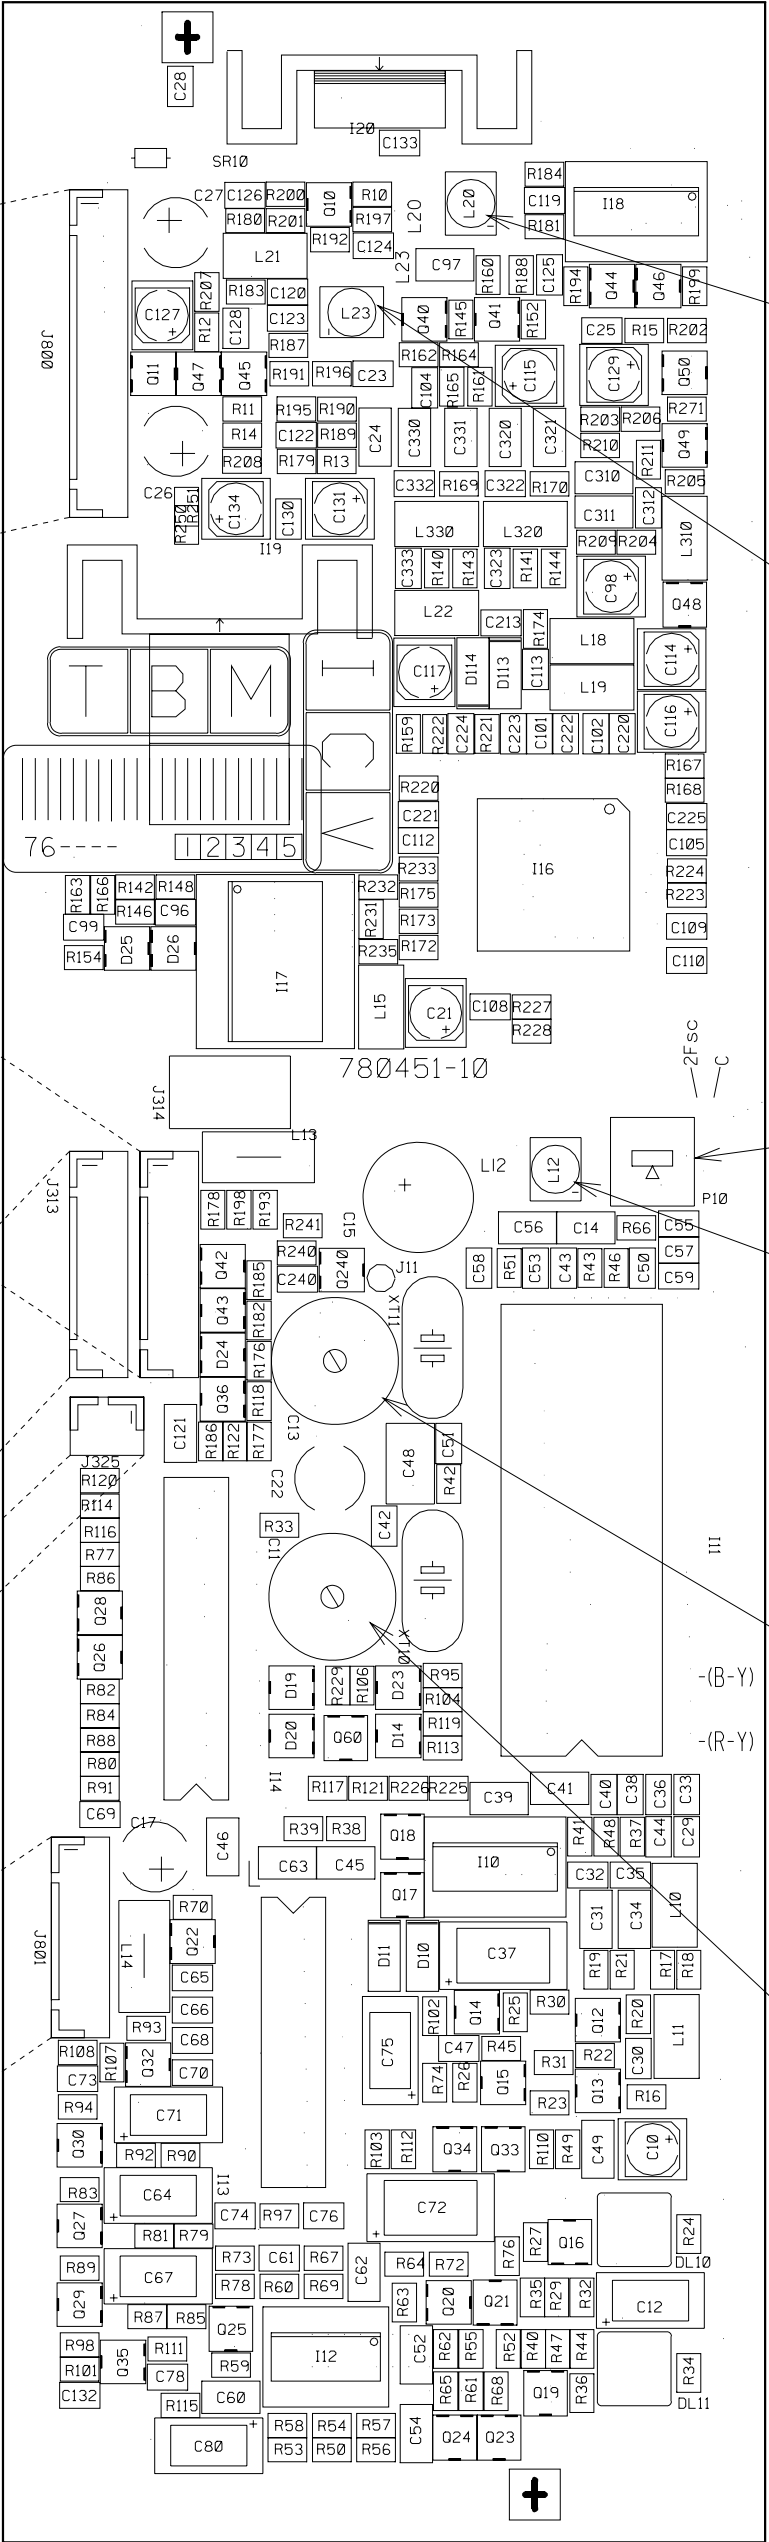 C28
I20
C133
SR10
C27 C126 R200 Q10 R10
R180 R201 R197
R192 C124
L20 L20
R184
C119
R181
I18
L21
L23
C97 R160 R188 C125
R194 Q44 Q46 R199
R207 R183 C120
C127 R12 C128 C123 L23
Q40 R145 Q41 R152
J800
R187
C25 R15 R202
R162 R164
Q11 Q47 Q45 R191 R196 C23
C104 R165 R161 C115 C129 Q50
R11 R195 R190
R14 C122 R189 C24
R208 R179 R13
C330 C331 C320 C321
R203 R206 R271
R210 R211 Q49
C26
R250 R251
C134 C130 C131
I19
C332 R169 C322 R170
C310 R205
C311 C312
L330 L320 L310
R209 R204
C333 R140 R143 C323 R141 R144
C98
Q48
L22 C213 R174 L18
C117 D114 D113 C113 L19 C114
C116
T B M I
C
V
R159 R222 C224 R221 C223 C101 C222 C102 C220
R167
R168
76----
1 2 3 4 5
R220
C221
C112
R233
R175
R173
R172
I16
C225
C105
R224
R223
C109
C110
R163 R166 R142 R148
R146 C96
C99
R154 D25 D26
I17
R232
R231
R235
L15 C21 C108 R227
R228
780451-10
2Fsc
C
J314
L13
L12 L12
P10
J313
R178 R198 R193
R241
C15
C56 C14 R66 C55
C57
C59
R240
C240 Q240 J11
C58 R51 C53 C43 R43 R46 C50
Q42 R185
Q43 R182
D24 R176
Q36 R118
XT11
C13
C121 R186 R122 R177
J325
C22
C48 C51
R42
R120
R114
R116
R77
R86
Q28
Q26
R82
R84
R88
R80
R91
C69
R33
C11
C42
I11
XT10
-(B-Y)
-(R-Y)
D19 R229 R106 D23 R95
R104
D20 Q60 D14 R119
R113
I14
R117 R121 R226 R225 C39 C41 C40 C38 C36 C33
C17 C46
R39 R38 Q18
R41 R48 R37 C44 C29
C63 C45
I10
Q17
C32 C35
C31 C34 L10
J801
R70
L14 Q22
C65
C66
D11 D10 C37
R19 R21 R17 R18
R93 C68
C75 R102 Q14 R25 R30 Q12 R20 L11
R108
R107 Q32 C70
C73
C47 R45
R74 R26 Q15 R31 R22 C30
Q13 R16
R94
C71
R23
Q30
R92 R90
R103 R112 Q34 Q33 R110 R49 C49 C10
R83
C64
I13
Q27
C74 R97 C76
C72
R24
DL10
R81 R79
R76 R27 Q16
R89
C67
R73 C61 R67
R78 R60 R69
C62 R64 R72
Q29
R87 R85
R63 Q20 Q21 R35 R29 R32 C12
Q25
R98
R101
C132
Q35 R111
C78
R59
I12
C52 R62 R55 R52 R40 R47 R44
R34
DL11
R115 C60
R65 R61 R68 Q19 R36
C80
R58 R54 R57
R53 R50 R56
C54 Q24 Q23